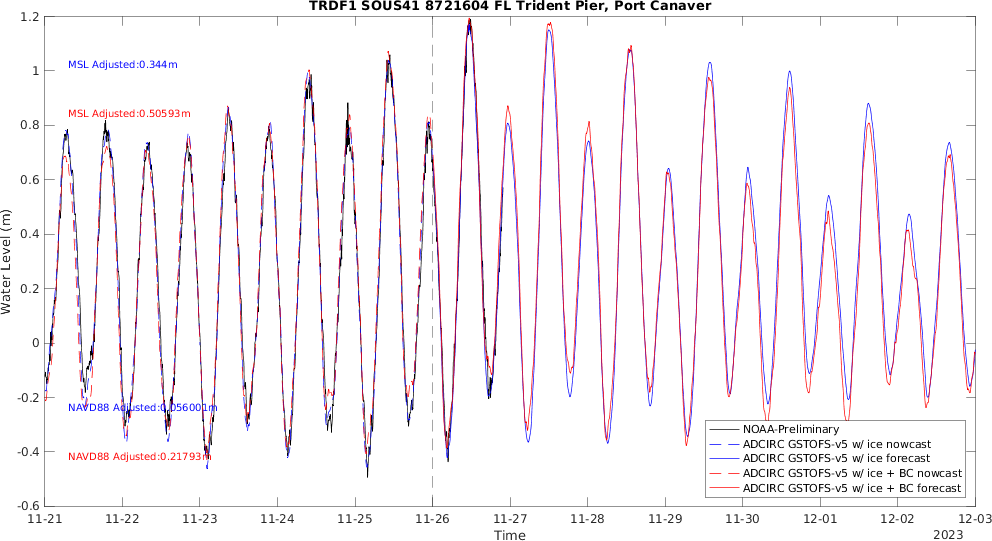 TRDF1 SOUS41 8721604 FL Trident Pier, Port Canaver
Water Level (m)
1.2
1
0.8
0.6
0.4
0.2
0
-0.2
-0.4
-0.6
MSL Adjusted:0.344m
MSL Adjusted:0.50593m
NAVD88 Adjusted:0.056001m
NAVD88 Adjusted:0.21793m
NOAA-Preliminary
ADCIRC GSTOFS-v5 w/ ice nowcast
ADCIRC GSTOFS-v5 w/ ice forecast
ADCIRC GSTOFS-v5 w/ ice + BC nowcast
ADCIRC GSTOFS-v5 w/ ice + BC forecast
11-21 11-22 11-23 11-24 11-25 11-26 11-27 11-28 11-29 11-30 12-01 12-02 12-03
Time
2023